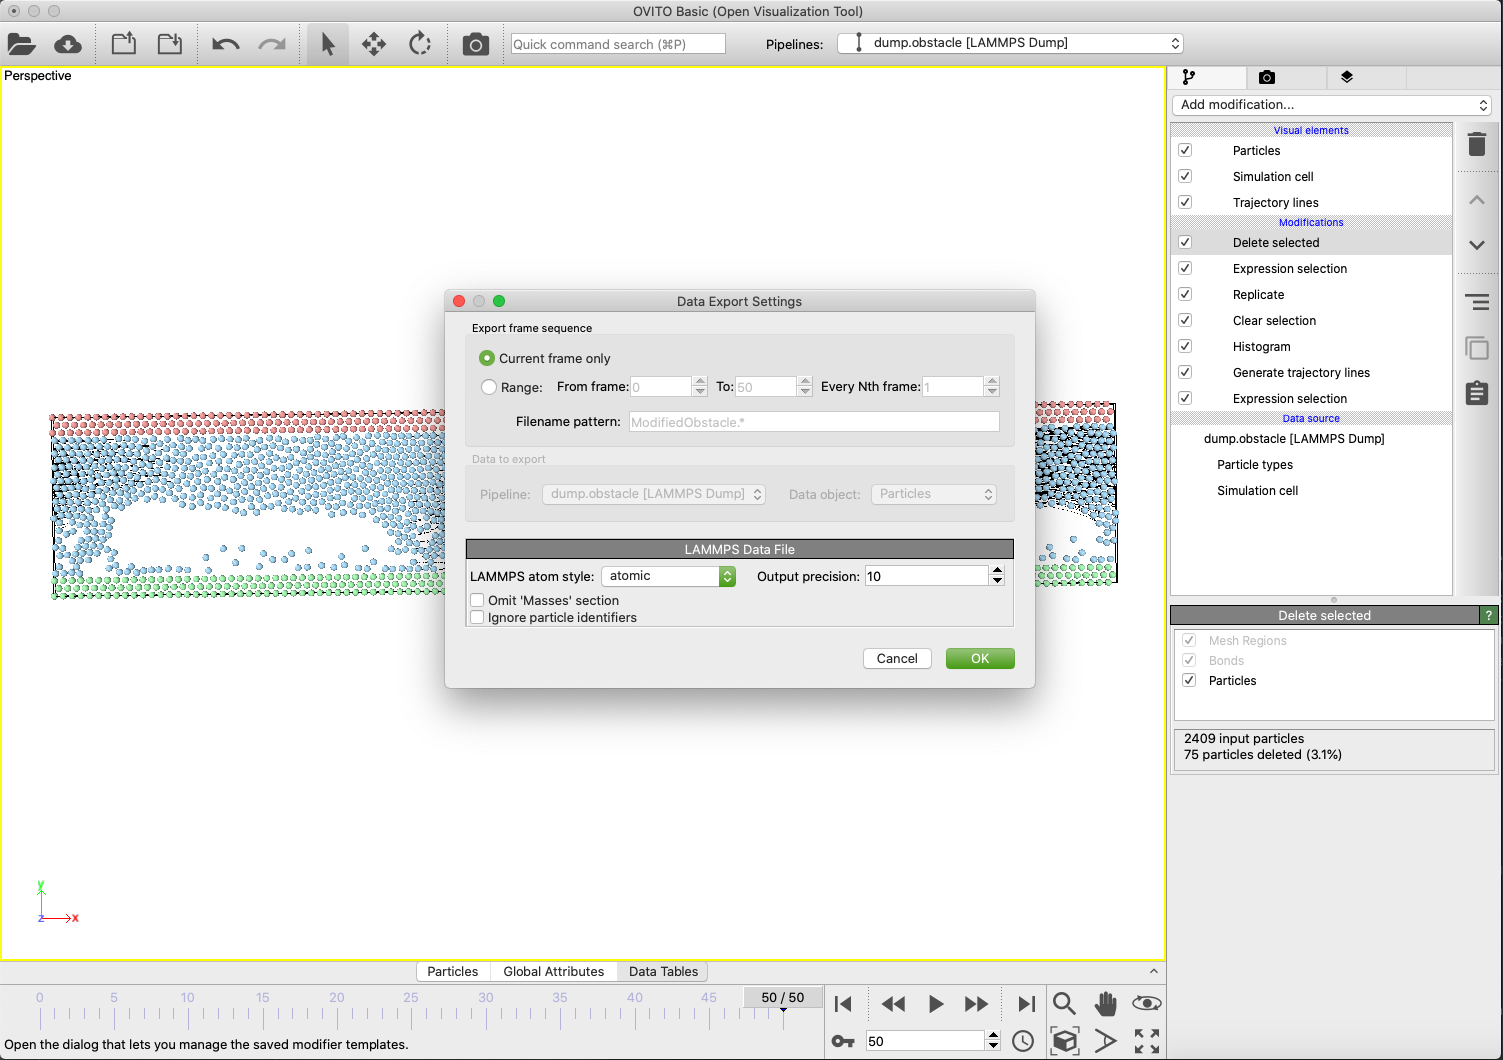 OVITO Basic (Open Visualization Tool)
Quick command search (⌘P)
Pipelines:
dump.obstacle [LAMMPS Dump]
Perspective
Add modification...
Visual elements
Particles
Simulation cell
Trajectory lines
Modifications
Delete selected
Expression selection
Replicate
Clear selection
Histogram
Generate trajectory lines
Expression selection
Data source
dump.obstacle [LAMMPS Dump]
Particle types
Simulation cell
Delete selected
?
Mesh Regions
Bonds
Particles
2409 input particles
75 particles deleted (3.1%)
Data Export Settings
Export frame sequence
Current frame only
Range: From frame: 0 To: 50 Every Nth frame: 1
Filename pattern: ModifiedObstacle.*
Data to export
Pipeline: dump.obstacle [LAMMPS Dump] Data object: Particles
LAMMPS Data File
LAMMPS atom style: atomic Output precision: 10
Omit 'Masses' section
Ignore particle identifiers
Cancel OK
y
z x
Particles Global Attributes Data Tables
0 5 10 15 20 25 30 35 40 45 50 / 50
50
Open the dialog that lets you manage the saved modifier templates.